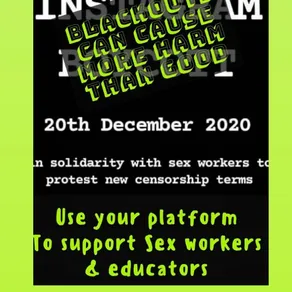 INSTAGRAM
BLACKOUTS
CAN CAUSE
MORE HARM
THAN GOOD
20th December 2020
in solidarity with sex workers to
protest new censorship terms
Use your platform
To support Sex workers
& educators